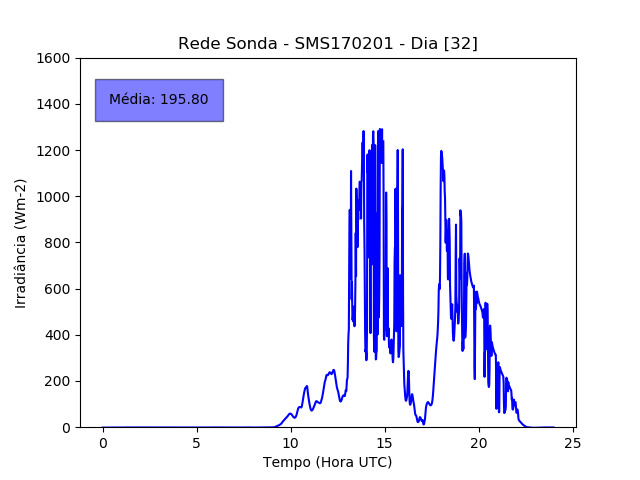 Rede Sonda - SMS170201 - Dia [32]
1600
1400
1200
1000
800
600
400
200
0
Irradiância (Wm-2)
Média: 195.80
0 5 10 15 20 25
Tempo (Hora UTC)